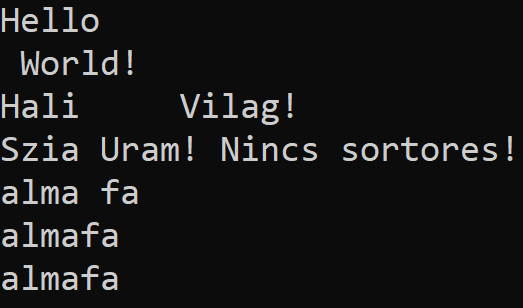 Hello
 World!
Hali     Vilag!
Szia Uram! Nincs sortores!
alma fa
almafa
almafa